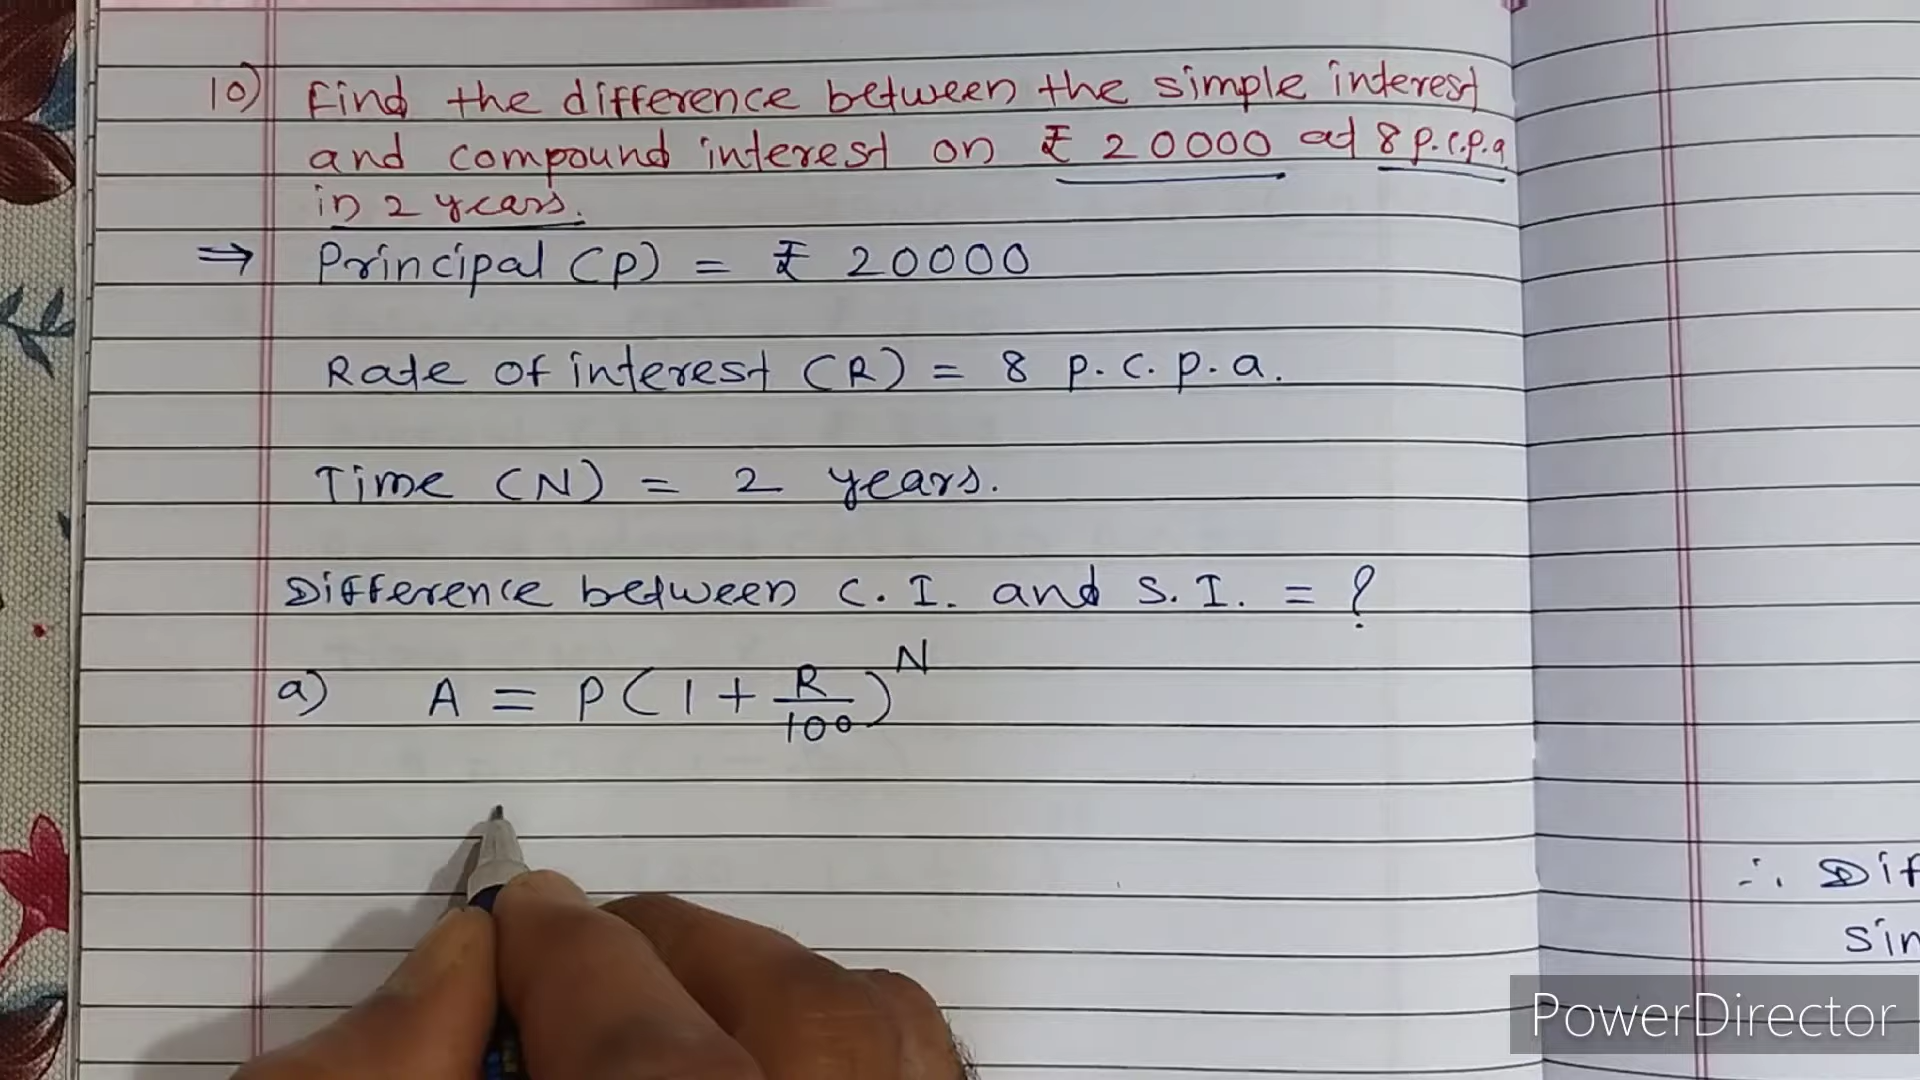 10) Find the difference between the simple interest
and compound interest on ₹ 20000 at 8 p.c.p.a
in 2 years.
⇒ Principal (P) = ₹ 20000
Rate of interest (R) = 8 p.c.p.a.
Time (N) = 2 years.
Difference between C.I. and S.I. = ?
a) A = P(1 + R/100)^N
∴ Dif
Sin
PowerDirector